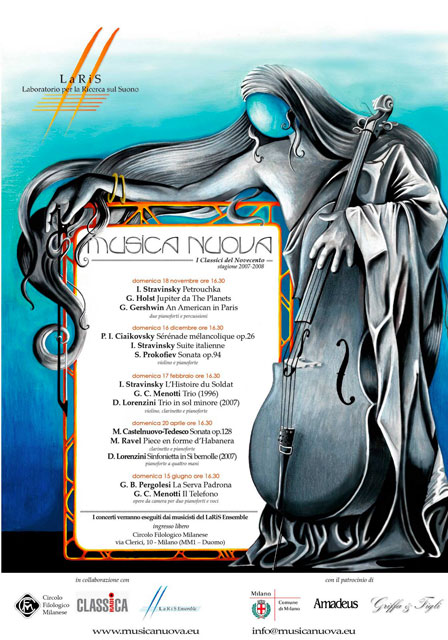 LaRiS
Laboratorio per la Ricerca sul Suono
MUSICA NUOVA
I Classici del Novecento
stagione 2007-2008
domenica 18 novembre ore 16.30
I. Stravinsky Petrouchka
G. Holst Jupiter da The Planets
G. Gershwin An American in Paris
due pianoforti e percussioni
domenica 16 dicembre ore 16.30
P. I. Ciaikovsky Sérénade mélancolique op.26
I. Stravinsky Suite italienne
S. Prokofiev Sonata op.94
violino e pianoforte
domenica 17 febbraio ore 16.30
I. Stravinsky L'Histoire du Soldat
G. C. Menotti Trio (1996)
D. Lorenzini Trio in sol minore (2007)
violino, clarinetto e pianoforte
domenica 20 aprile ore 16.30
M. Castelnuovo-Tedesco Sonata op.128
M. Ravel Piece en forme d'Habanera
clarinetto e pianoforte
D. Lorenzini Sinfonietta in Si bemolle (2007)
pianoforte a quattro mani
domenica 15 giugno ore 16.30
G. B. Pergolesi La Serva Padrona
G. C. Menotti Il Telefono
opere da camera per due pianoforti e voci
I concerti verranno eseguiti dai musicisti del LaRiS Ensemble
ingresso libero
Circolo Filologico Milanese
via Clerici, 10 - Milano (MM1 - Duomo)
in collaborazione con
con il patrocinio di
Circolo
Filologico
Milanese
CLASSICA
LaRiS Ensemble
Milano
Comune
di Milano
Amadeus
Griffa & Figli
www.musicanuova.eu
info@musicanuova.eu